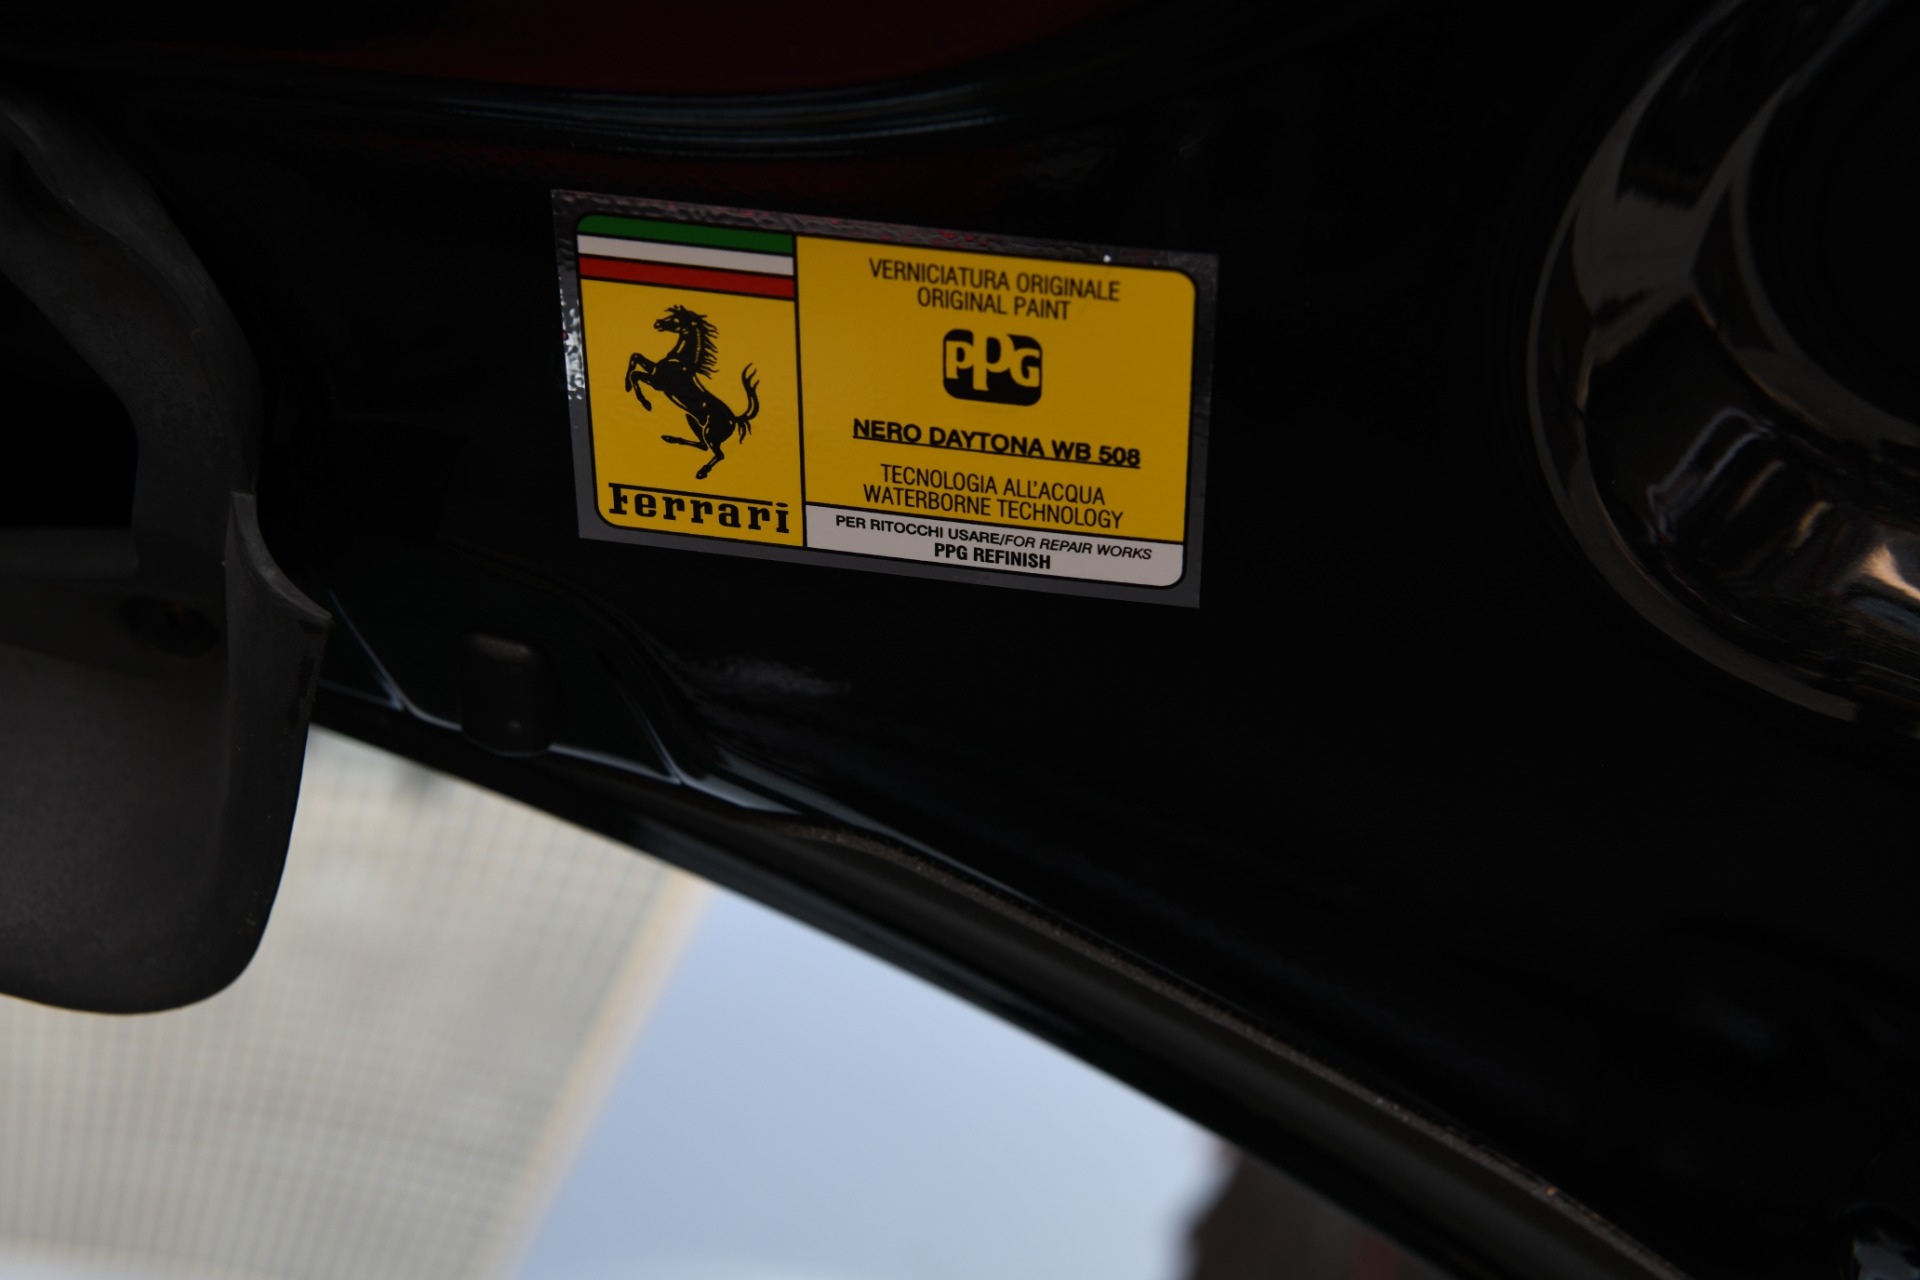 Ferrari
VERNICIATURA ORIGINALE
ORIGINAL PAINT
PPG
NERO DAYTONA WB 508
TECNOLOGIA ALL'ACQUA
WATERBORNE TECHNOLOGY
PER RITOCCHI USARE/FOR REPAIR WORKS
PPG REFINISH